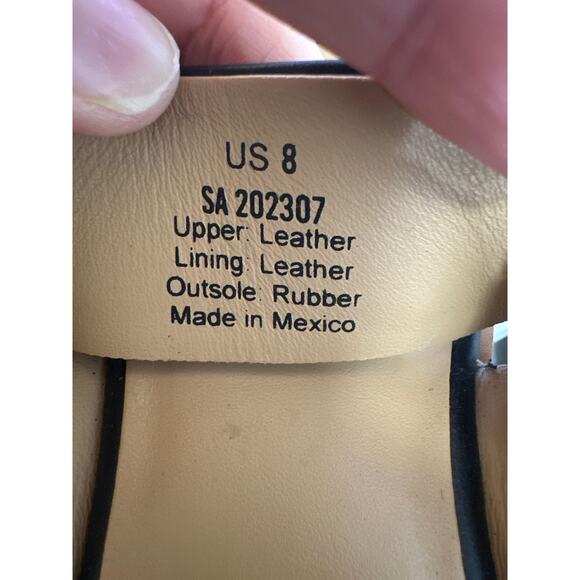 US 8
SA 202307
Upper: Leather
Lining: Leather
Outsole: Rubber
Made in Mexico